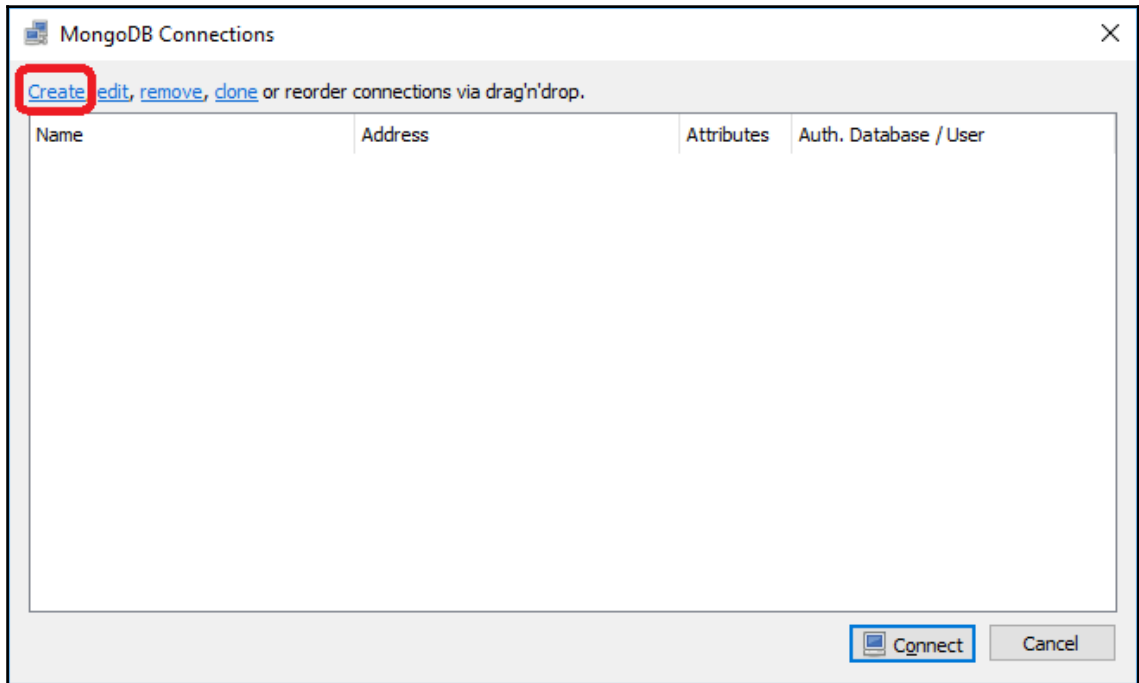 MongoDB Connections
Create, edit, remove, clone or reorder connections via drag'n'drop.
Name Address Attributes Auth. Database / User
Connect Cancel